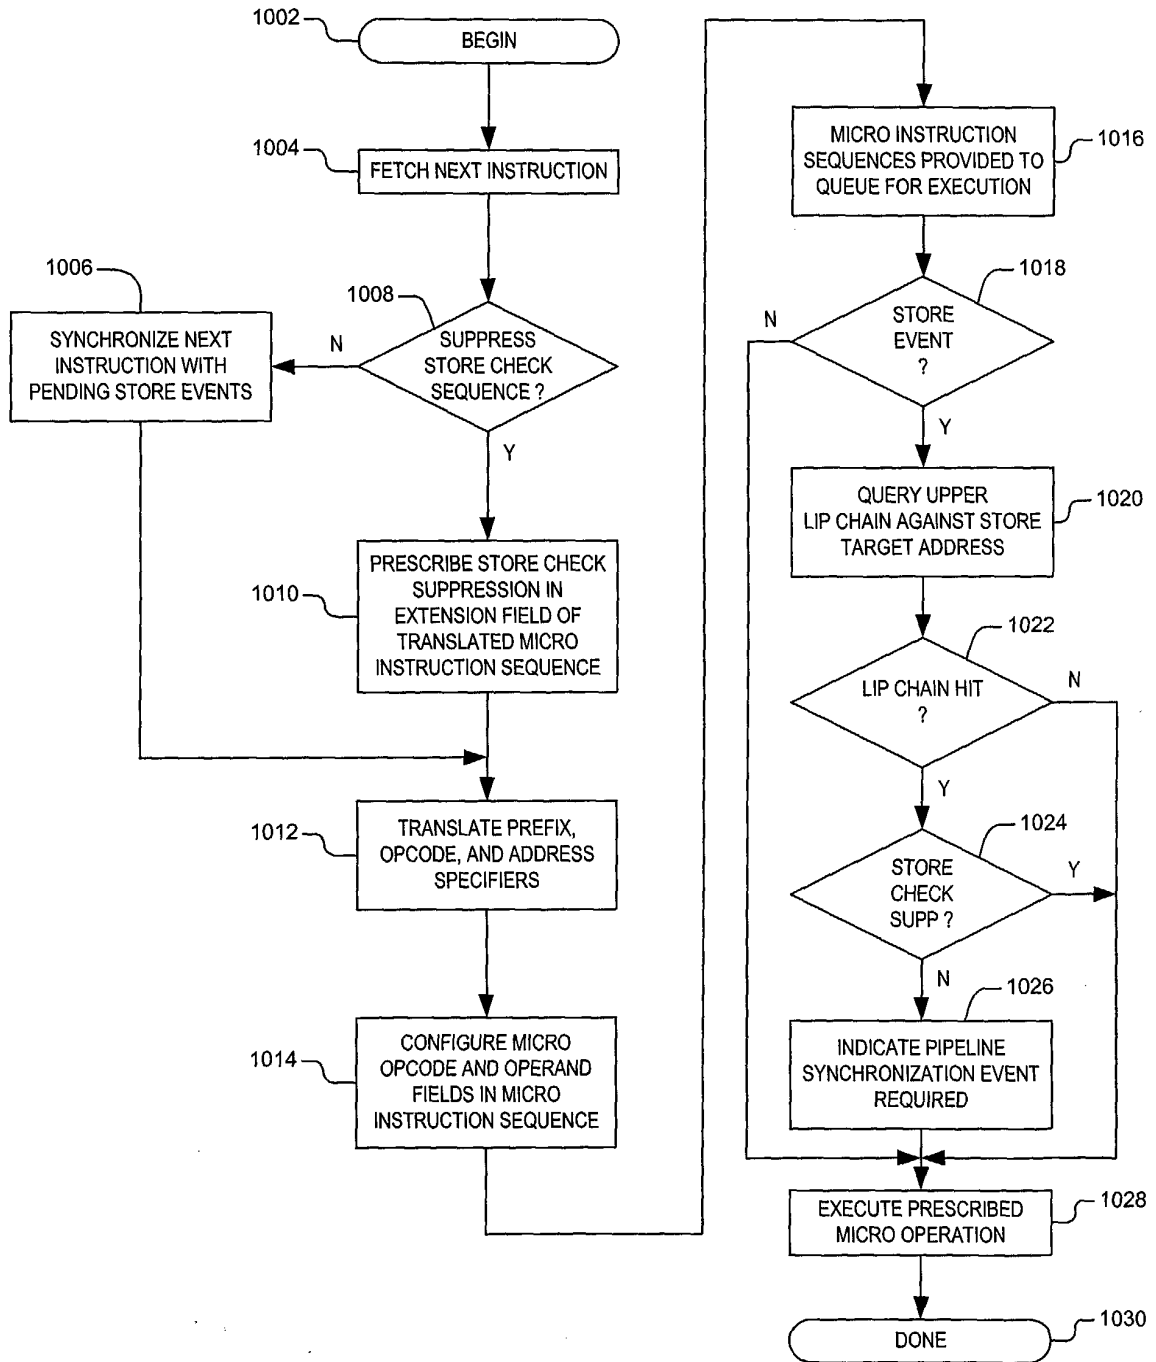 1002
BEGIN
1004
FETCH NEXT INSTRUCTION
1006
SYNCHRONIZE NEXT
INSTRUCTION WITH
PENDING STORE EVENTS
N
1008
SUPPRESS
STORE CHECK
SEQUENCE ?
Y
1010
PRESCRIBE STORE CHECK
SUPPRESSION IN
EXTENSION FIELD OF
TRANSLATED MICRO
INSTRUCTION SEQUENCE
1012
TRANSLATE PREFIX,
OPCODE, AND ADDRESS
SPECIFIERS
1014
CONFIGURE MICRO
OPCODE AND OPERAND
FIELDS IN MICRO
INSTRUCTION SEQUENCE
MICRO INSTRUCTION
SEQUENCES PROVIDED TO
QUEUE FOR EXECUTION
1016
1018
N
STORE
EVENT
?
Y
QUERY UPPER
LIP CHAIN AGAINST STORE
TARGET ADDRESS
1020
1022
LIP CHAIN HIT
?
N
Y
1024
STORE
CHECK
SUPP ?
Y
N
1026
INDICATE PIPELINE
SYNCHRONIZATION EVENT
REQUIRED
EXECUTE PRESCRIBED
MICRO OPERATION
1028
DONE
1030